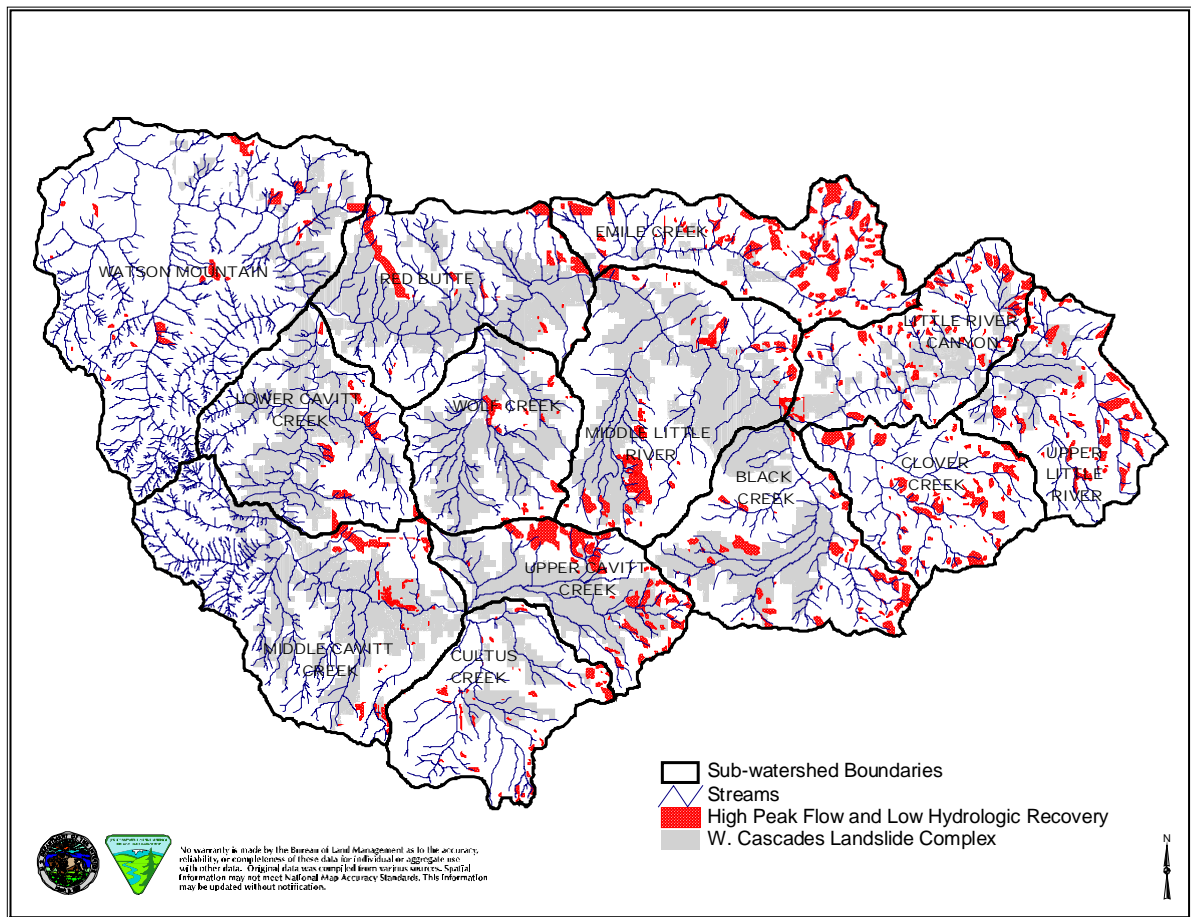 EMILE CREEK
WATSON MOUNTAIN
RED BUTTE
LITTLE RIVER
CANYON
LOWER CAVITT
CREEK
WOLF CREEK
MIDDLE LITTLE
RIVER
BLACK
CREEK
CLOVER
CREEK
UPPER
LITTLE
RIVER
UPPER CAVITT
CREEK
MIDDLE CAVITT
CREEK
CULTUS
CREEK
Sub-watershed Boundaries
Streams
High Peak Flow and Low Hydrologic Recovery
W. Cascades Landslide Complex
No warranty is made by the Bureau of Land Management as to the accuracy,
reliability, or completeness of these data for individual or aggregate use
with other data. Original data was compiled from various sources. Spatial
information may not meet National Map Accuracy Standards. This information
may be updated without notification.
N